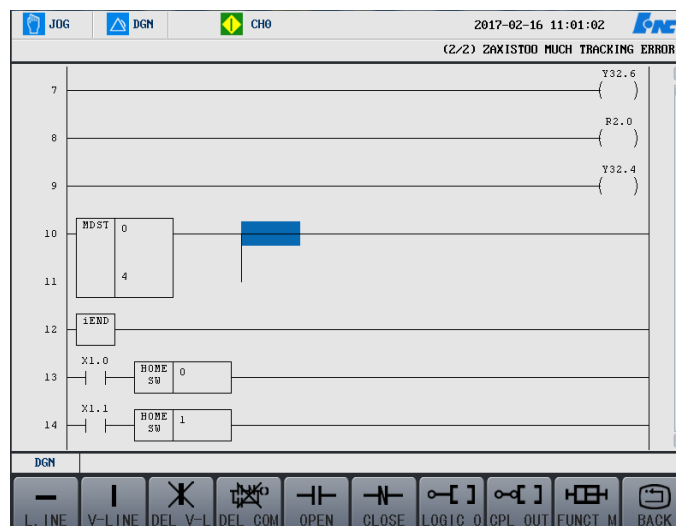 JOG DGN CH0 2017-02-16 11:01:02
(2/2) ZAXISTOO MUCH TRACKING ERROR
Y32.6
7
R2.0
8
Y32.4
9
MDST 0
10
4
11
iEND
12
X1.0
HOME SW 0
13
X1.1
HOME SW 1
14
DGN
L. INE V-LINE DEL V-L DEL COM OPEN CLOSE LOGIC O CPL OUT FUNCT M BACK